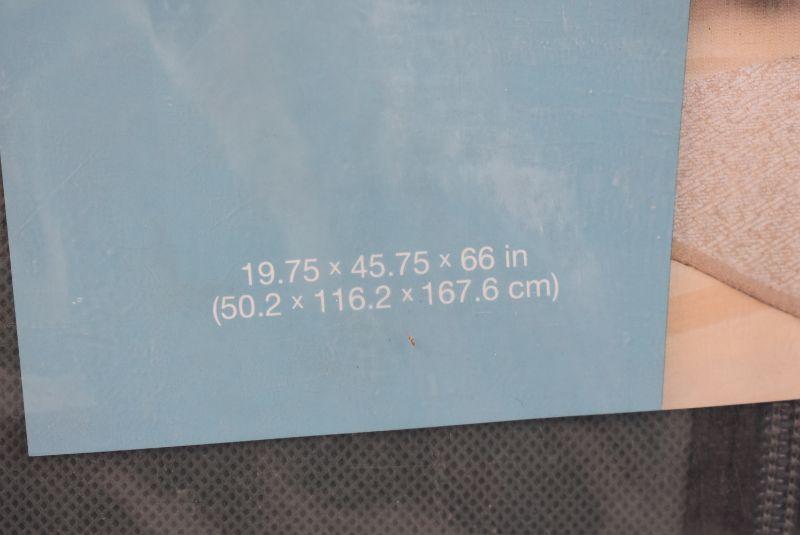 19.75 x 45.75 x 66 in
(50.2 x 116.2 x 167.6 cm)